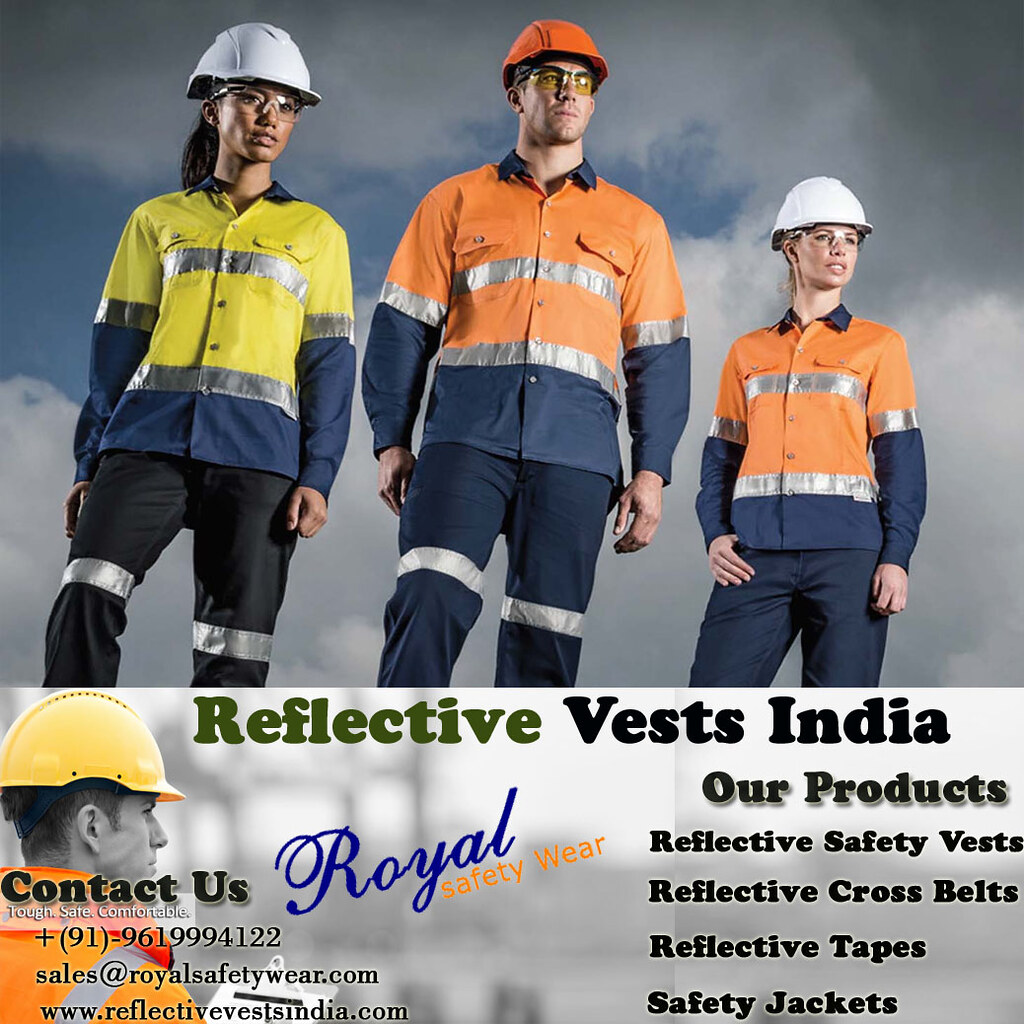 Reflective Vests India
Our Products
Reflective Safety Vests
Reflective Cross Belts
Reflective Tapes
Safety Jackets
Royal
safety Wear
Contact Us
Tough. Safe. Comfortable.
+(91)-9619994122
sales@royalsafetywear.com
www.reflectivevestsindia.com